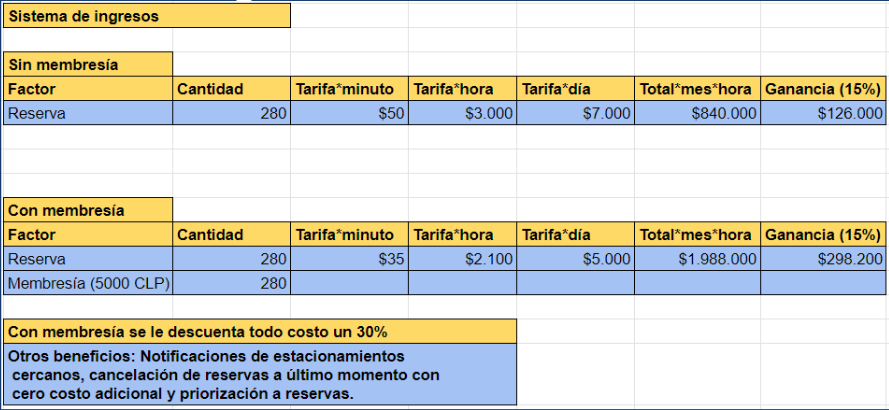 Sistema de ingresos
Sin membresía
Factor Cantidad Tarifa*minuto Tarifa*hora Tarifa*día Total*mes*hora Ganancia (15%)
Reserva 280 $50 $3.000 $7.000 $840.000 $126.000
Con membresía
Factor Cantidad Tarifa*minuto Tarifa*hora Tarifa*día Total*mes*hora Ganancia (15%)
Reserva 280 $35 $2.100 $5.000 $1.988.000 $298.200
Membresía (5000 CLP) 280
Con membresía se le descuenta todo costo un 30%
Otros beneficios: Notificaciones de estacionamientos
cercanos, cancelación de reservas a último momento con
cero costo adicional y priorización a reservas.